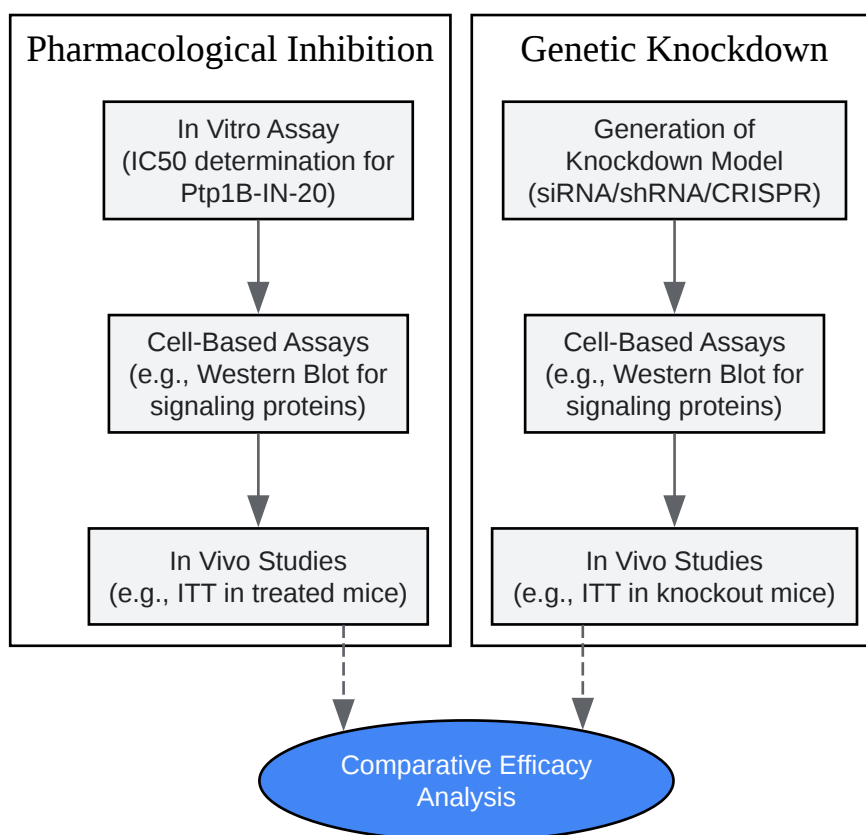 Pharmacological Inhibition
In Vitro Assay
(IC50 determination for
Ptp1B-IN-20)
Cell-Based Assays
(e.g., Western Blot for
signaling proteins)
In Vivo Studies
(e.g., ITT in treated mice)
Genetic Knockdown
Generation of
Knockdown Model
(siRNA/shRNA/CRISPR)
Cell-Based Assays
(e.g., Western Blot for
signaling proteins)
In Vivo Studies
(e.g., ITT in knockout mice)
Comparative Efficacy
Analysis